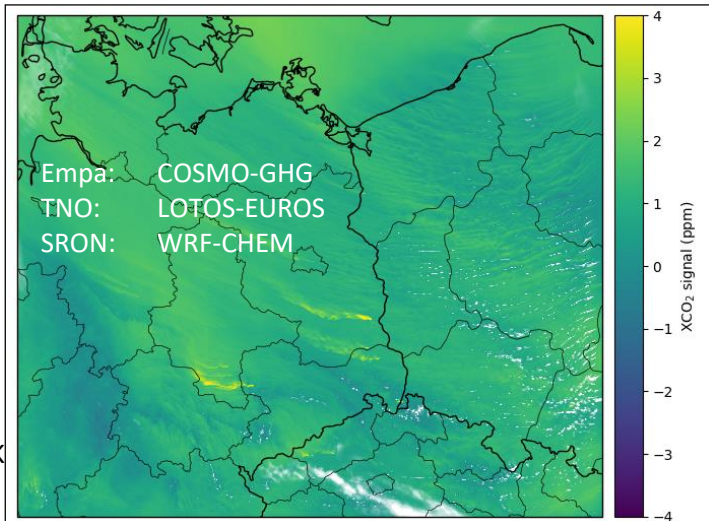 Empa: COSMO-GHG
TNO: LOTOS-EUROS
SRON: WRF-CHEM
4
3
2
1
0
−1
−2
−3
−4
XCO₂ signal (ppm)
K